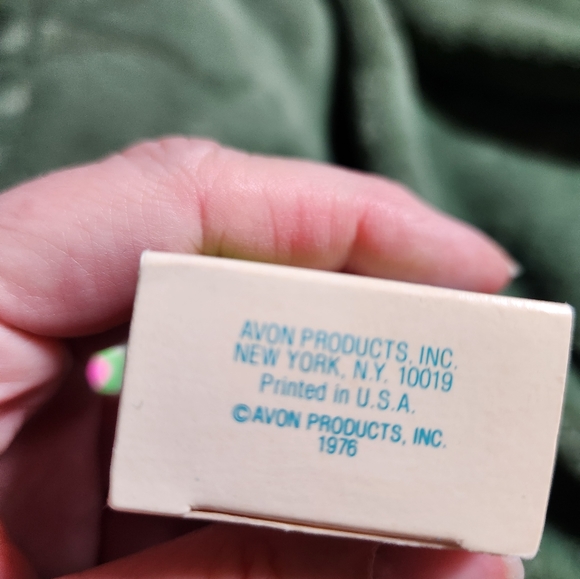 AVON PRODUCTS, INC.
NEW YORK, N.Y. 10019
Printed in U.S.A.
©AVON PRODUCTS, INC.
1976